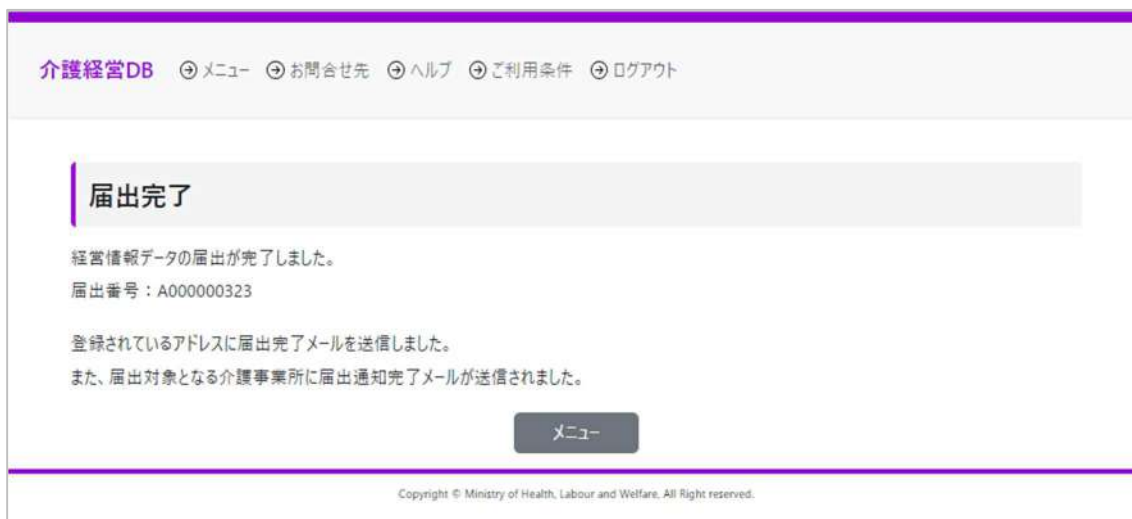 介護経営DB メニュー お問合せ先 ヘルプ ご利用条件 ログアウト
届出完了
経営情報データの届出が完了しました。
届出番号：A000000323
登録されているアドレスに届出完了メールを送信しました。
また、届出対象となる介護事業所に届出通知完了メールが送信されました。
メニュー
Copyright © Ministry of Health, Labour and Welfare, All Right reserved.